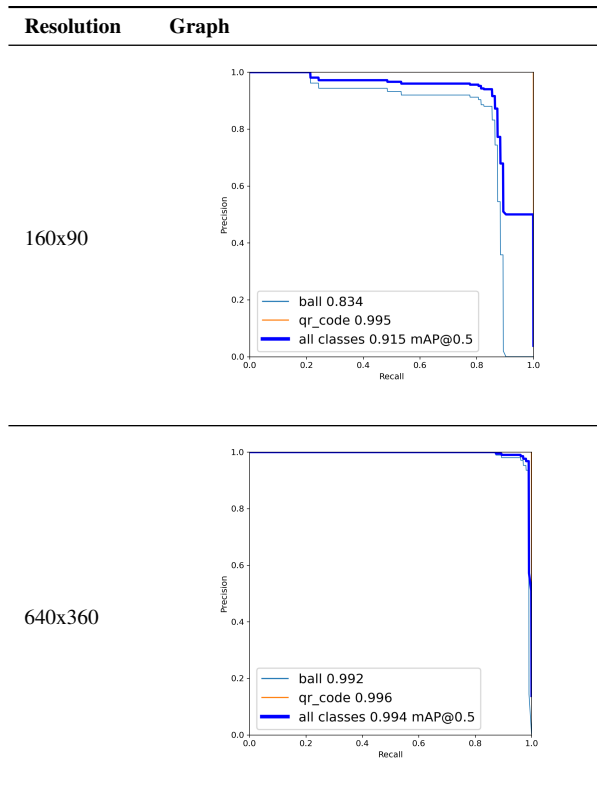 Resolution Graph
160x90
1.0
0.8
0.6
0.4
0.2
0.0
Precision
ball 0.834
qr_code 0.995
all classes 0.915 mAP@0.5
0.0 0.2 0.4 0.6 0.8 1.0
Recall
640x360
1.0
0.8
0.6
0.4
0.2
0.0
Precision
ball 0.992
qr_code 0.996
all classes 0.994 mAP@0.5
0.0 0.2 0.4 0.6 0.8 1.0
Recall